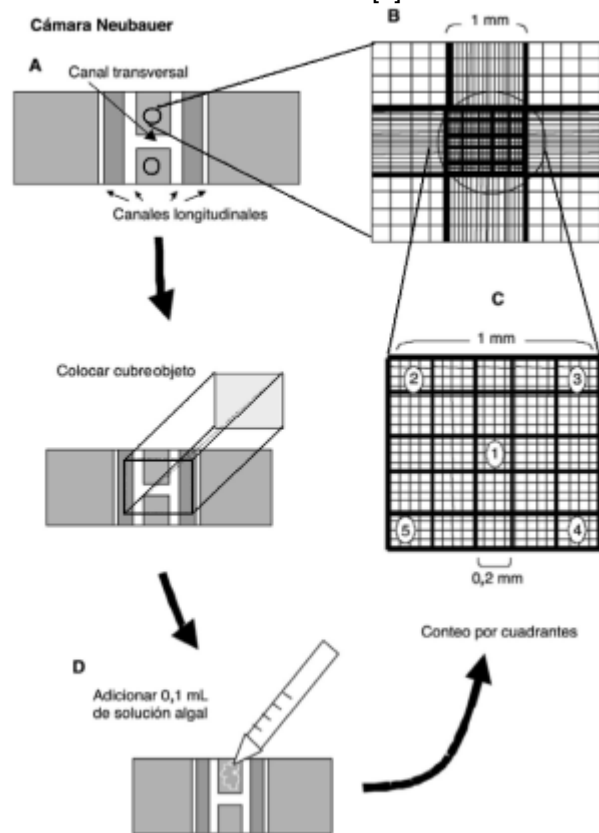 Cámara Neubauer
A
Canal transversal
Canales longitudinales
B
1 mm
C
1 mm
2
3
1
5
4
0,2 mm
Colocar cubreobjeto
Conteo por cuadrantes
D
Adicionar 0,1 mL
de solución algal